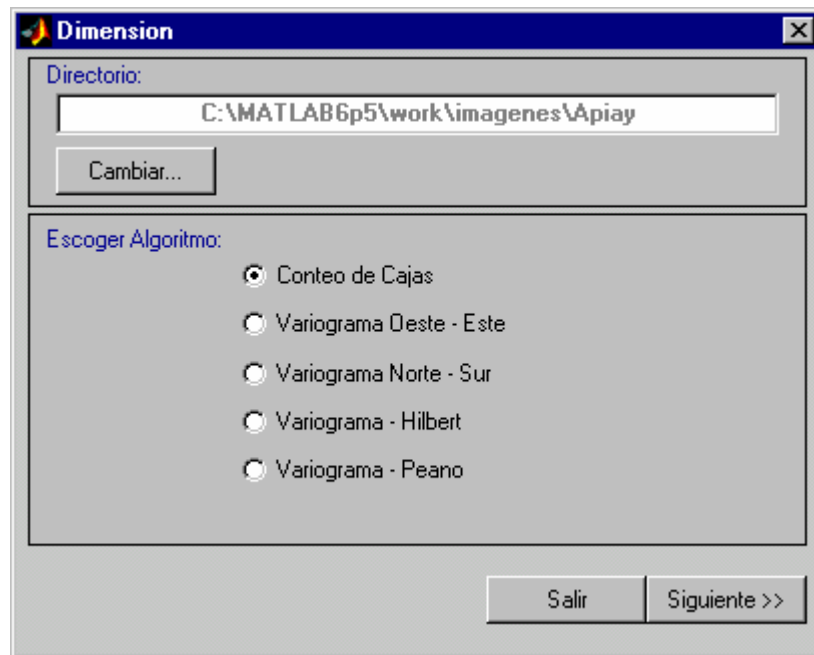 Dimension
Directorio:
C:\MATLAB6p5\work\imagenes\Apiay
Cambiar...
Escoger Algoritmo:
Conteo de Cajas
Variograma Oeste - Este
Variograma Norte - Sur
Variograma - Hilbert
Variograma - Peano
Salir
Siguiente >>